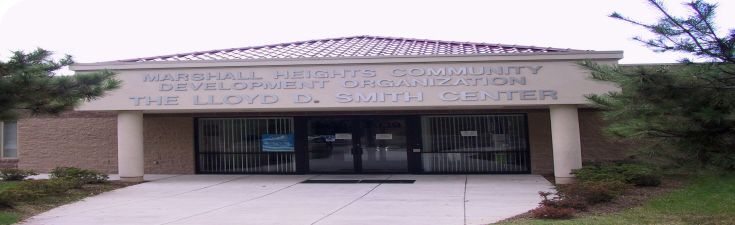 MARSHALL HEIGHTS COMMUNITY
DEVELOPMENT ORGANIZATION
THE LLOYD D. SMITH CENTER